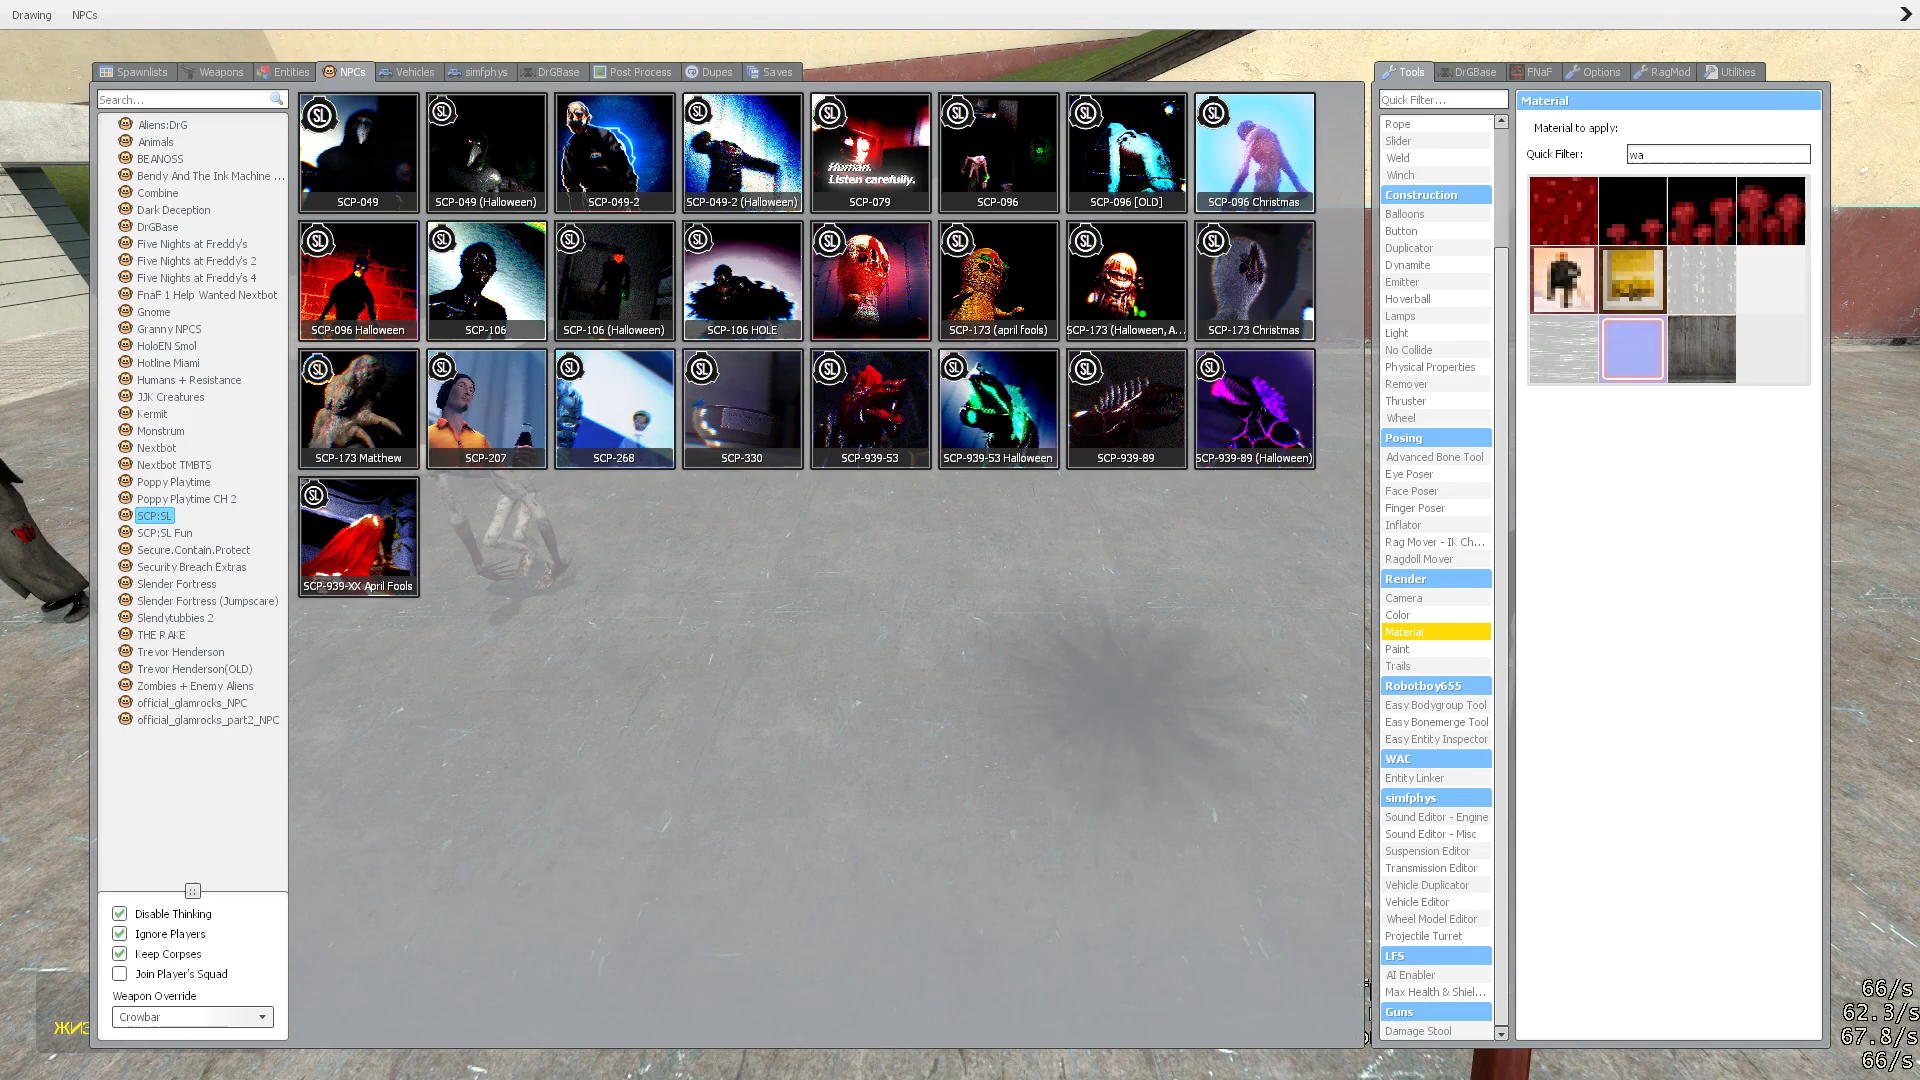 Drawing NPCs
Spawnlists Weapons Entities NPCs Vehicles simfphys DrGBase Post Process Dupes Saves
Search...
Aliens:DrG
Animals
BEANOSS
Bendy And The Ink Machine ...
Combine
Dark Deception
DrGBase
Five Nights at Freddy's
Five Nights at Freddy's 2
Five Nights at Freddy's 4
FnaF 1 Help Wanted Nextbot
Gnome
Granny NPCS
HoloEN Smol
Hotline Miami
Humans + Resistance
JJK Creatures
Kermit
Monstrum
Nextbot
Nextbot TMBTS
Poppy Playtime
Poppy Playtime CH 2
SCP:SL
SCP:SL Fun
Secure.Contain.Protect
Security Breach Extras
Slender Fortress
Slender Fortress (Jumpscare)
Slendytubbies 2
THE RAKE
Trevor Henderson
Trevor Henderson(OLD)
Zombies + Enemy Aliens
official_glamrocks_NPC
official_glamrocks_part2_NPC
Disable Thinking
Ignore Players
Keep Corpses
Join Player's Squad
Weapon Override
Crowbar
ЖИЗ
Human.
Listen carefully.
SCP-049 SCP-049 (Halloween) SCP-049-2 SCP-049-2 (Halloween) SCP-079 SCP-096 SCP-096 [OLD] SCP-096 Christmas
SCP-096 Halloween SCP-106 SCP-106 (Halloween) SCP-106 HOLE SCP-173 (april fools) SCP-173 (Halloween, A... SCP-173 Christmas
SCP-173 Matthew SCP-207 SCP-268 SCP-330 SCP-939-53 SCP-939-53 Halloween SCP-939-89 SCP-939-89 (Halloween)
SCP-939-XX April Fools
Tools DrGBase FNaF Options RagMod Utilities
Quick Filter...
Rope
Slider
Weld
Winch
Construction
Balloons
Button
Duplicator
Dynamite
Emitter
Hoverball
Lamps
Light
No Collide
Physical Properties
Remover
Thruster
Wheel
Posing
Advanced Bone Tool
Eye Poser
Face Poser
Finger Poser
Inflator
Rag Mover - IK Ch...
Ragdoll Mover
Render
Camera
Color
Material
Paint
Trails
Robotboy655
Easy Bodygroup Tool
Easy Bonemerge Tool
Easy Entity Inspector
WAC
Entity Linker
simfphys
Sound Editor - Engine
Sound Editor - Misc
Suspension Editor
Transmission Editor
Vehicle Duplicator
Vehicle Editor
Wheel Model Editor
Projectile Turret
LFS
AI Enabler
Max Health & Shiel...
Guns
Damage Stool
Material
Material to apply:
Quick Filter: wa
66/s
62.3/s
67.8/s
66/s